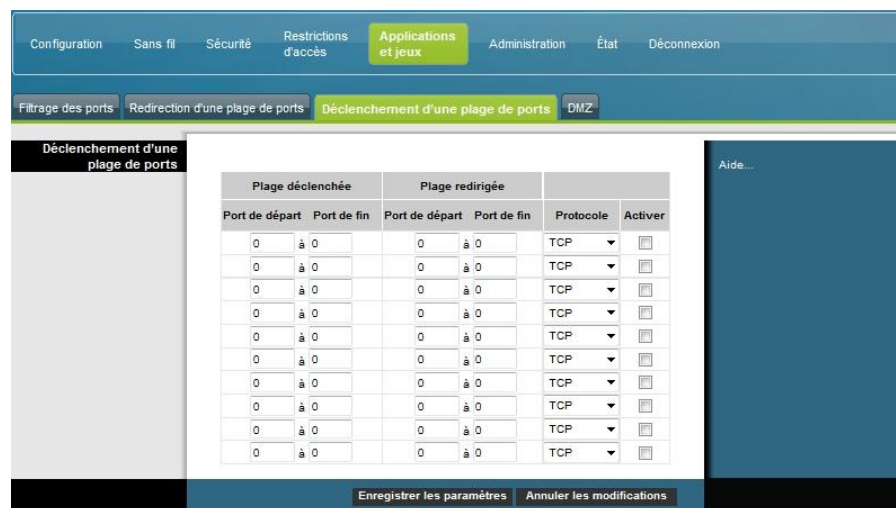 Configuration Sans fil Sécurité Restrictions d'accès Applications et jeux Administration État Déconnexion
Filtrage des ports Redirection d'une plage de ports Déclenchement d'une plage de ports DMZ
Déclenchement d'une
plage de ports
Aide...
Plage déclenchée Plage redirigée
Port de départ Port de fin Port de départ Port de fin Protocole Activer
0 à 0 0 à 0 TCP
0 à 0 0 à 0 TCP
0 à 0 0 à 0 TCP
0 à 0 0 à 0 TCP
0 à 0 0 à 0 TCP
0 à 0 0 à 0 TCP
0 à 0 0 à 0 TCP
0 à 0 0 à 0 TCP
0 à 0 0 à 0 TCP
0 à 0 0 à 0 TCP
Enregistrer les paramètres Annuler les modifications